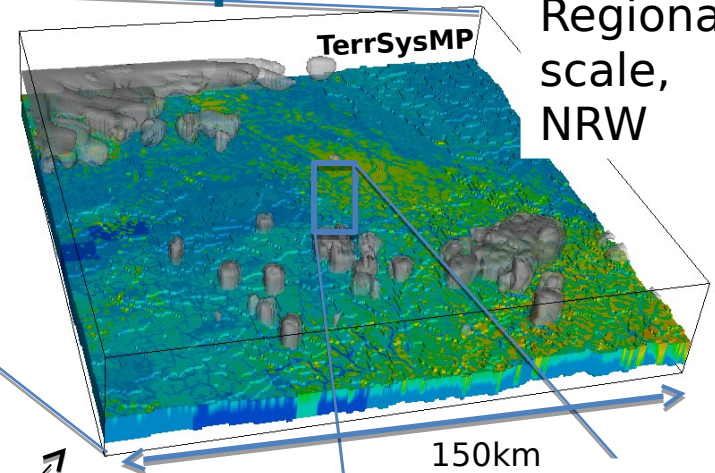 Regiona
scale,
NRW
TerrSysMP
150km